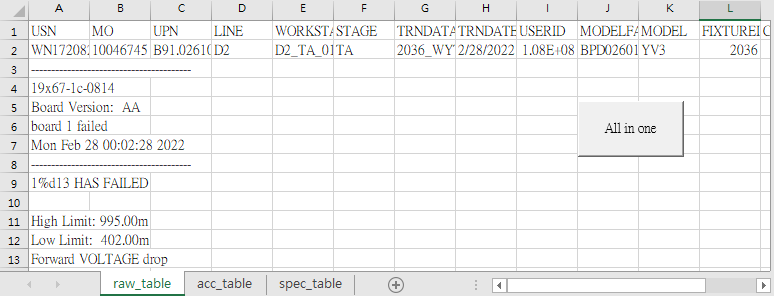 A B C D E F G H I J K L
1 USN MO UPN LINE WORKSTA STAGE TRNDATA TRNDATE USERID MODELFA MODEL FIXTUREI C
2 WN17208 10046745 B91.02610 D2 D2_TA_01 TA 2036_WY 2/28/2022 1.08E+08 BPD02601 YV3 2036
3 ----------------------------------------
4 19x67-1c-0814
5 Board Version: AA
6 board 1 failed
7 Mon Feb 28 00:02:28 2022
8 ----------------------------------------
9 1%d13 HAS FAILED
10
11 High Limit: 995.00m
12 Low Limit: 402.00m
13 Forward VOLTAGE drop
All in one
raw_table acc_table spec_table